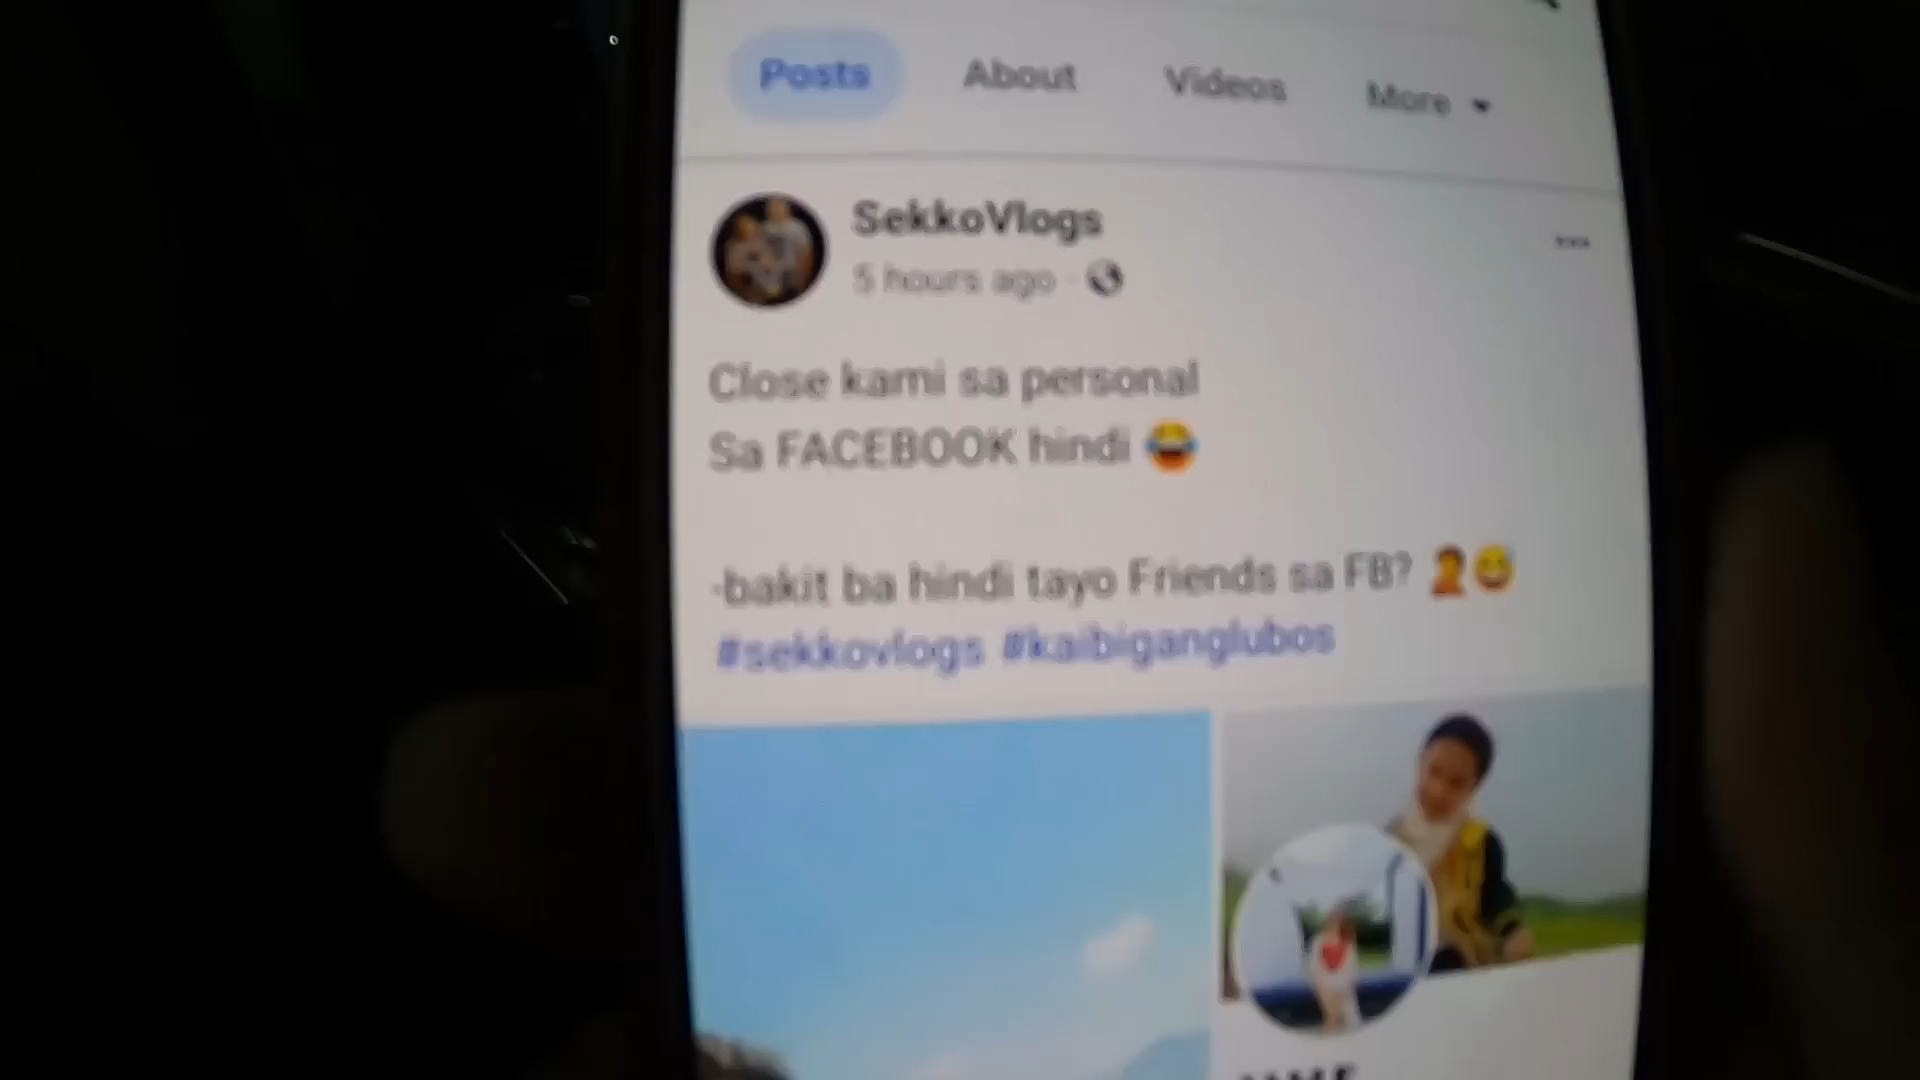 Posts About Videos More
SekkoVlogs
5 hours ago
Close kami sa personal
Sa FACEBOOK hindi 😂
-bakit ba hindi tayo Friends sa FB? 🤦😅
#sekkovlogs #kaibiganglubos